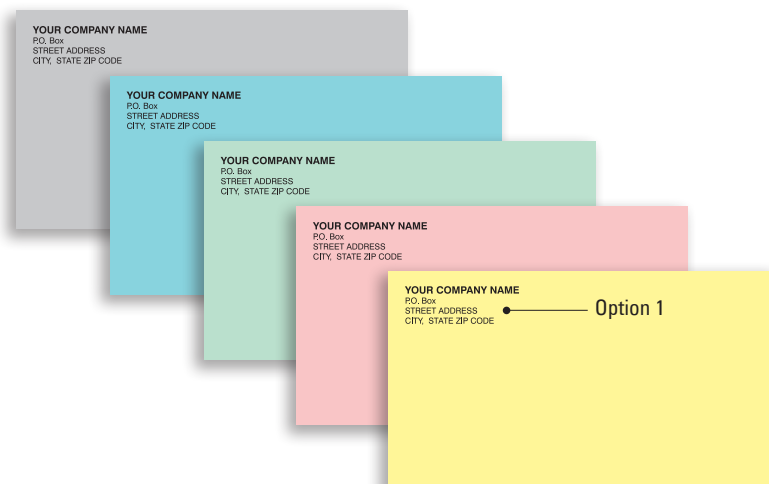 YOUR COMPANY NAME
P.O. Box
STREET ADDRESS
CITY, STATE ZIP CODE
YOUR COMPANY NAME
P.O. Box
STREET ADDRESS
CITY, STATE ZIP CODE
YOUR COMPANY NAME
P.O. Box
STREET ADDRESS
CITY, STATE ZIP CODE
YOUR COMPANY NAME
P.O. Box
STREET ADDRESS
CITY, STATE ZIP CODE
YOUR COMPANY NAME
P.O. Box
STREET ADDRESS
CITY, STATE ZIP CODE
Option 1